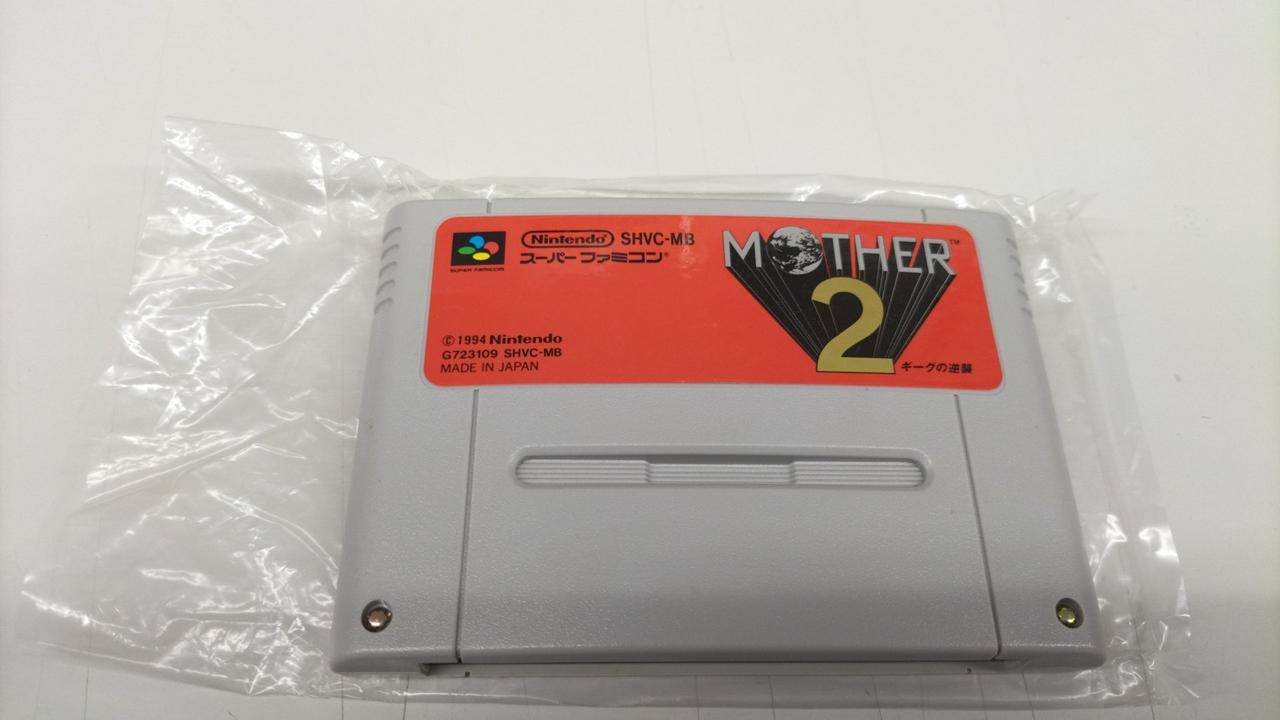 SUPER FAMICOM
Nintendo® SHVC-MB
スーパーファミコン®
MOTHER™
2
ギーグの逆襲
©1994 Nintendo
G723109 SHVC-MB
MADE IN JAPAN